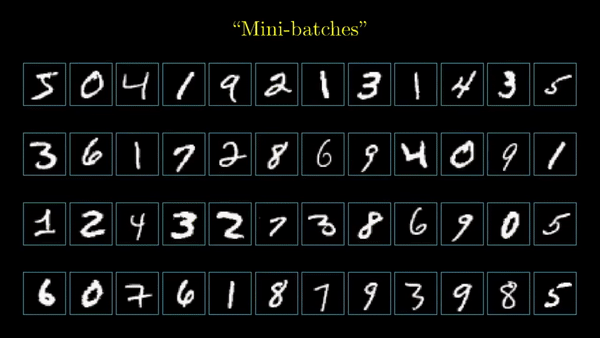 “Mini-batches”
5 0 4 1 9 2 1 3 1 4 3 5
3 6 1 7 2 8 6 9 4 0 9 1
1 2 4 3 2 7 3 8 6 9 0 5
6 0 7 6 1 8 7 9 3 9 8 5